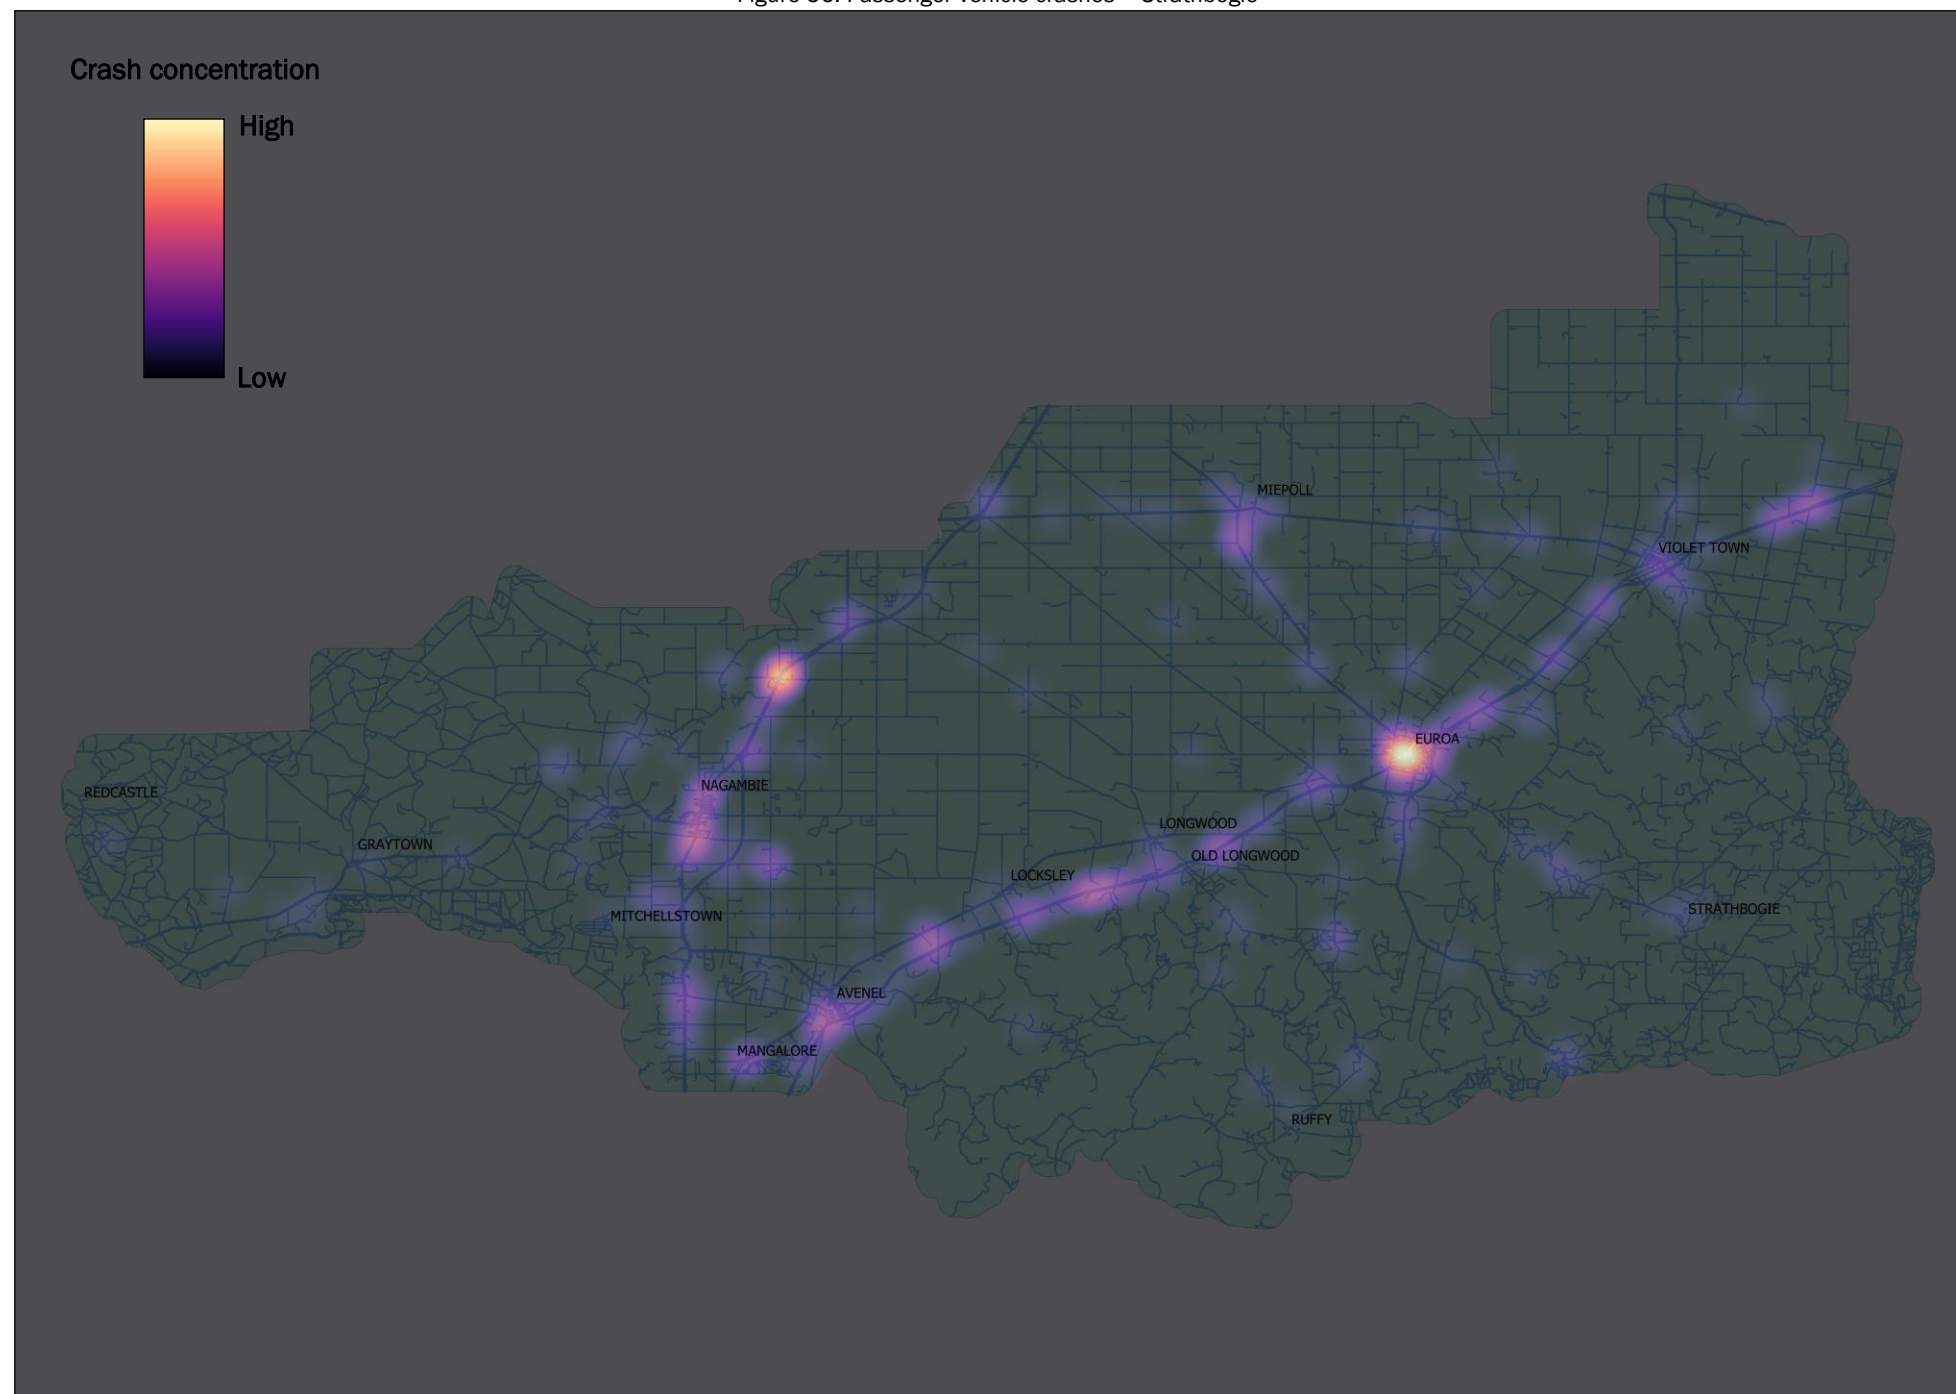 Crash concentration
High
Low
MIEPOLL
VIOLET TOWN
EUROA
NAGAMBIE
REDCASTLE
LONGWOOD
GRAYTOWN
OLD LONGWOOD
LOCKSLEY
STRATHBOGIE
MITCHELLSTOWN
AVENEL
MANGALORE
RUFFY